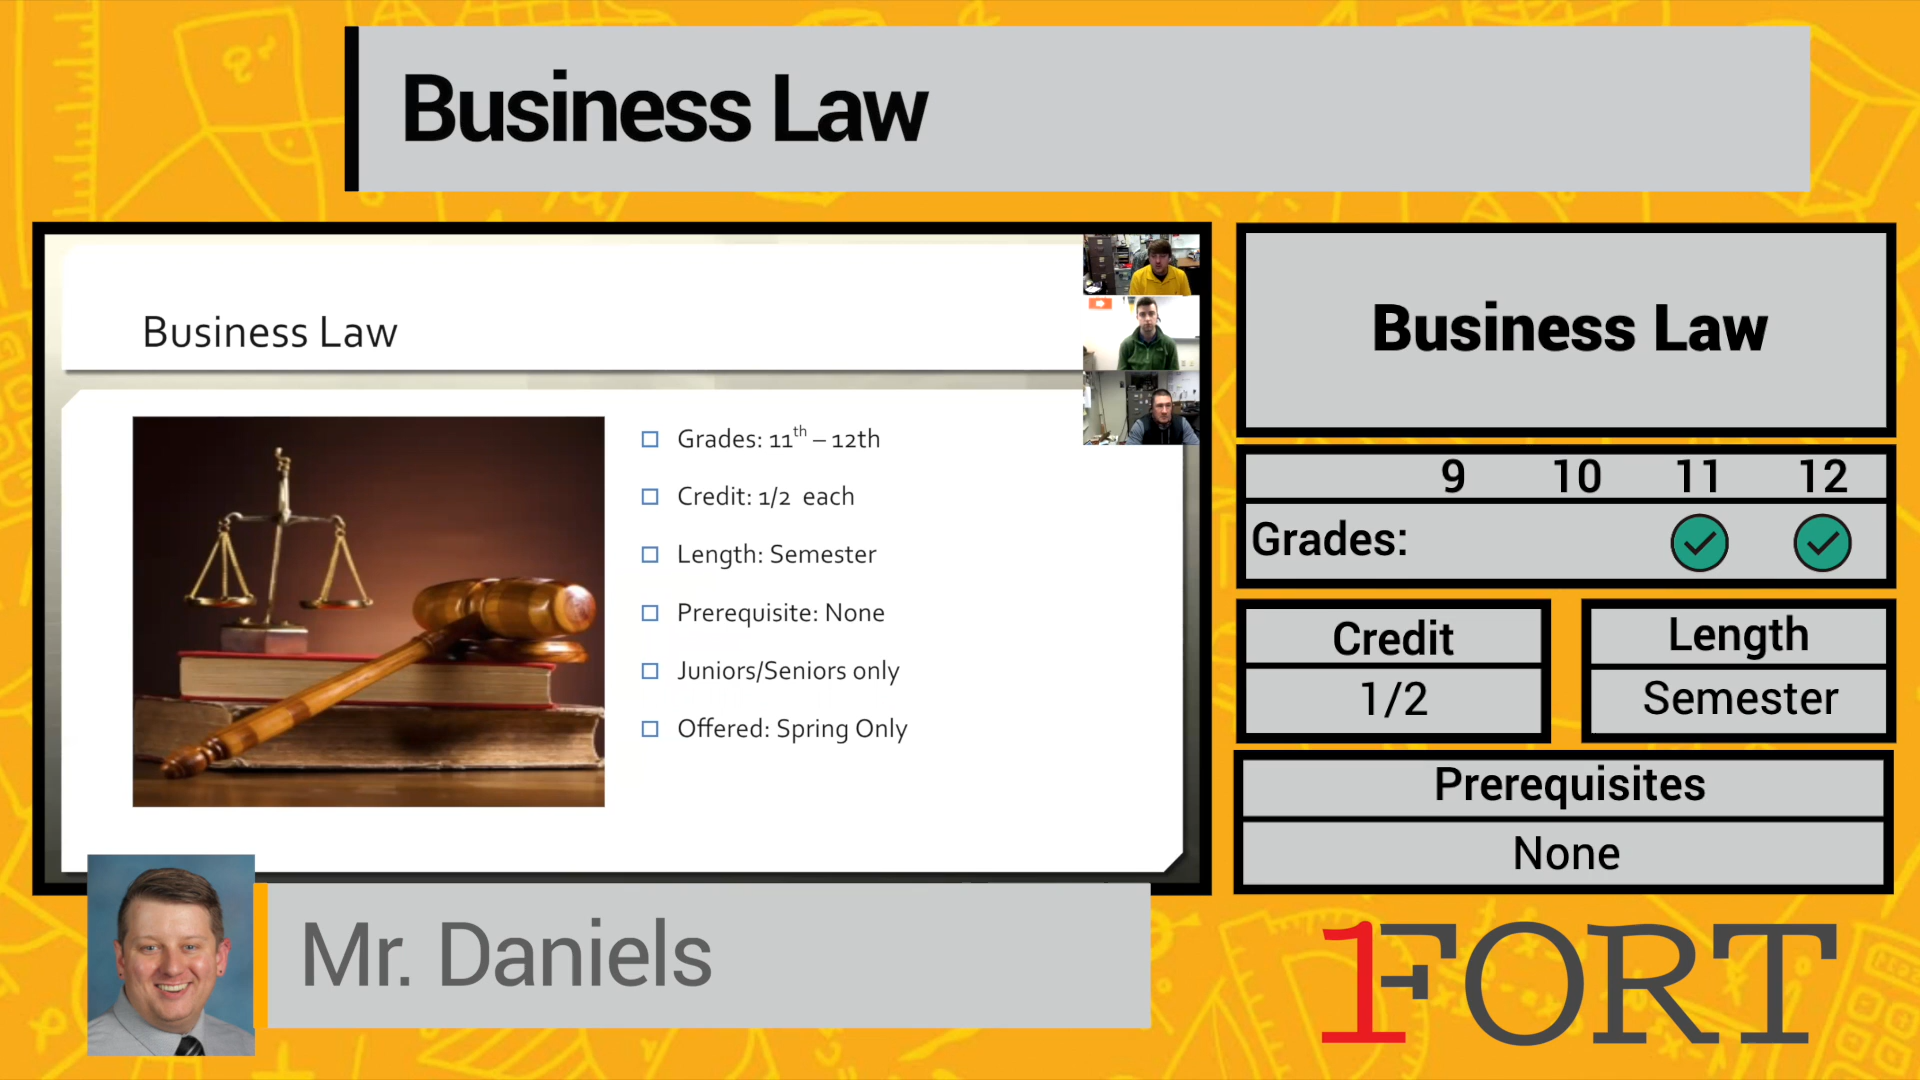 Business Law
Business Law
Grades: 11th – 12th
Credit: 1/2 each
Length: Semester
Prerequisite: None
Juniors/Seniors only
Offered: Spring Only
Mr. Daniels
Business Law
9 10 11 12
Grades:
Credit
1/2
Length
Semester
Prerequisites
None
1FORT